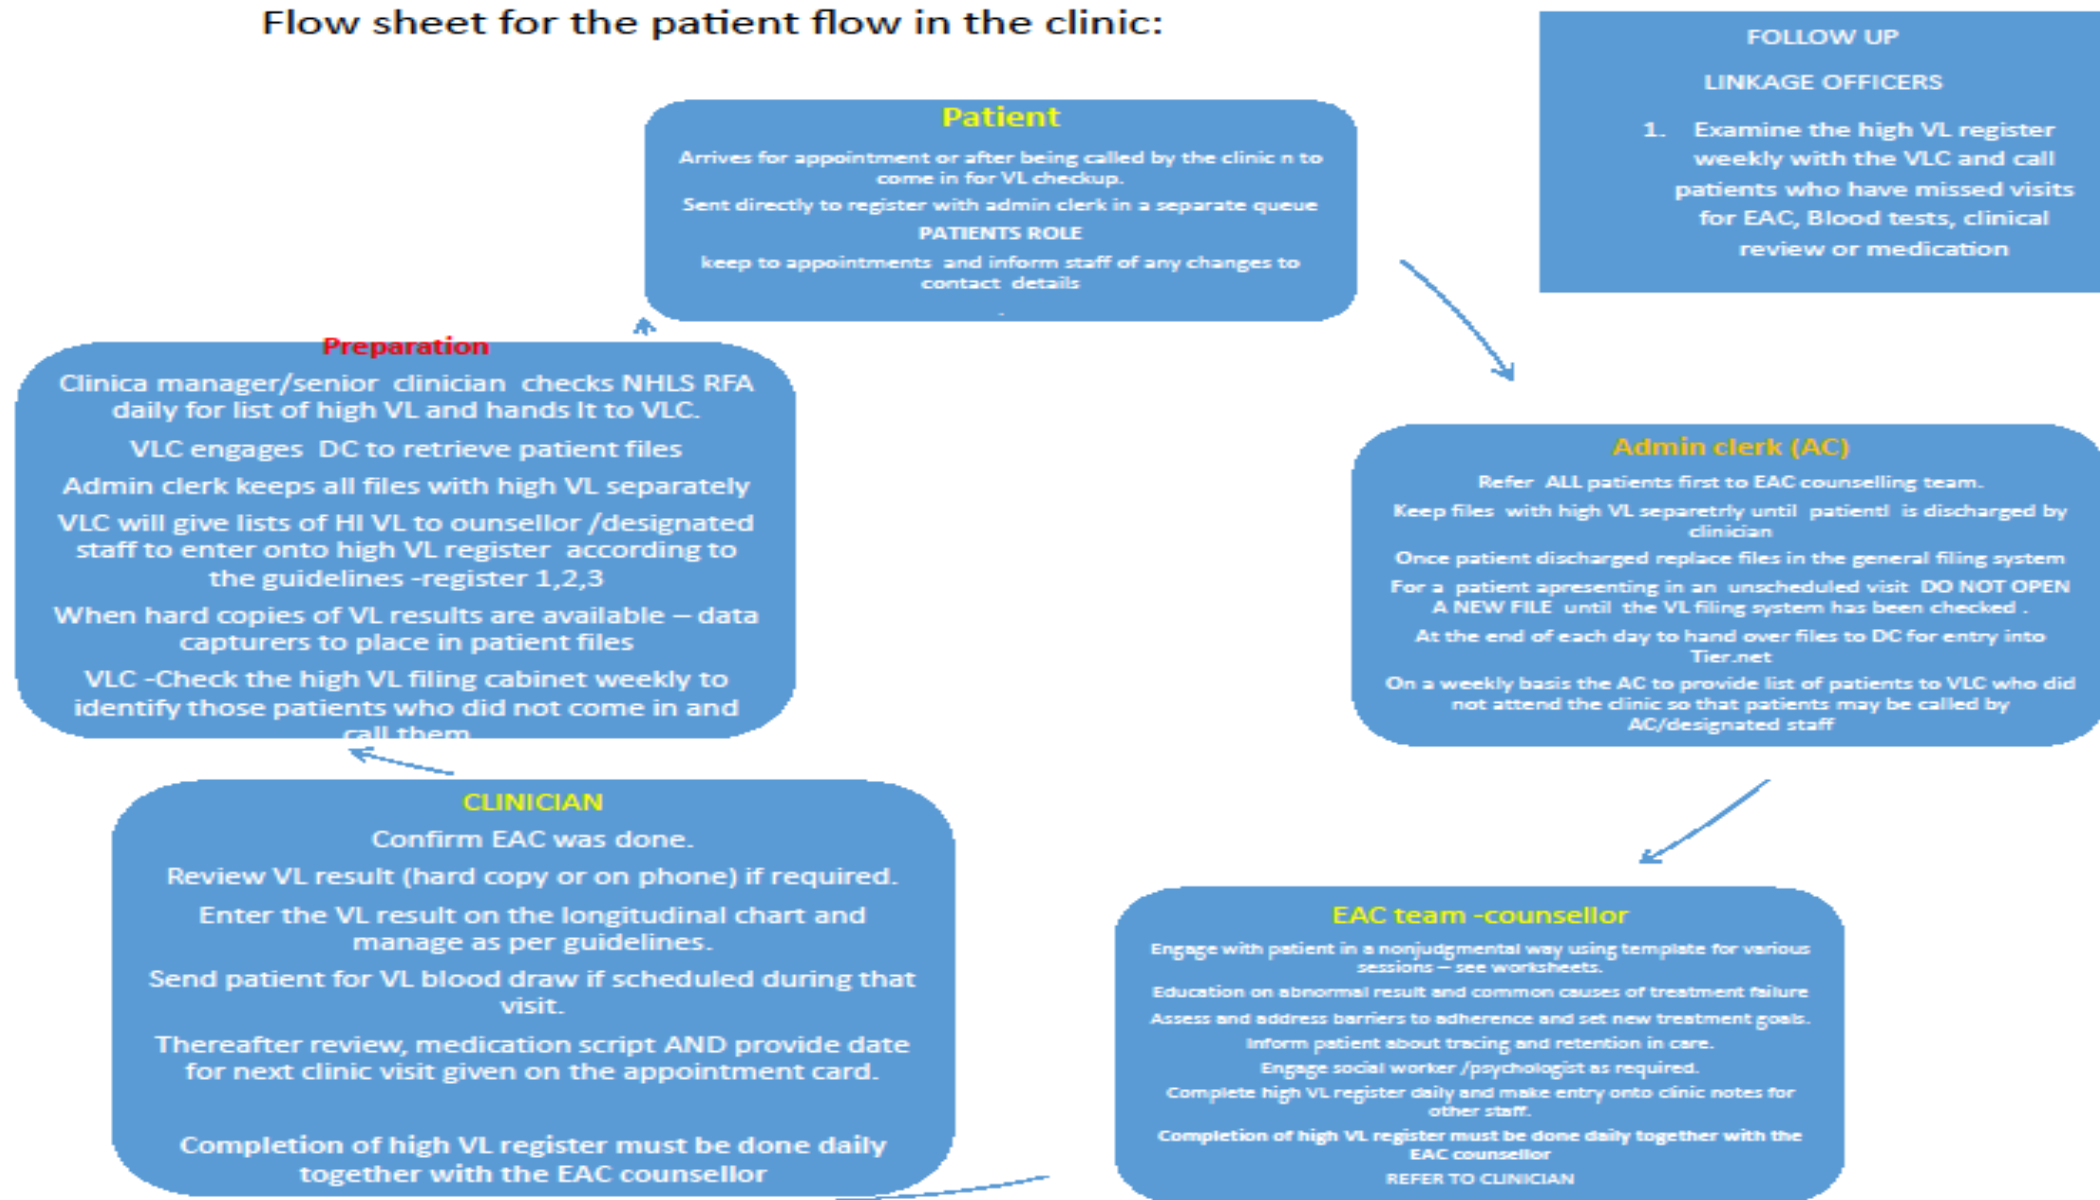 Flow sheet for the patient flow in the clinic:
FOLLOW UP
LINKAGE OFFICERS
1. Examine the high VL register
weekly with the VLC and call
patients who have missed visits
for EAC, Blood tests, clinical
review or medication
Patient
Arrives for appointment or after being called by the clinic n to
come in for VL checkup.
Sent directly to register with admin clerk in a separate queue
PATIENTS ROLE
keep to appointments and inform staff of any changes to
contact details
.
Preparation
Clinica manager/senior clinician checks NHLS RFA
daily for list of high VL and hands It to VLC.
VLC engages DC to retrieve patient files
Admin clerk keeps all files with high VL separately
VLC will give lists of HI VL to ounsellor /designated
staff to enter onto high VL register according to
the guidelines -register 1,2,3
When hard copies of VL results are available – data
capturers to place in patient files
VLC -Check the high VL filing cabinet weekly to
identify those patients who did not come in and
call them
Admin clerk (AC)
Refer ALL patients first to EAC counselling team.
Keep files with high VL separetrly until patientl is discharged by
clinician
Once patient discharged replace files in the general filing system
For a patient apresenting in an unscheduled visit DO NOT OPEN
A NEW FILE until the VL filing system has been checked .
At the end of each day to hand over files to DC for entry into
Tier.net
On a weekly basis the AC to provide list of patients to VLC who did
not attend the clinic so that patients may be called by
AC/designated staff
EAC team -counsellor
Engage with patient in a nonjudgmental way using template for various
sessions – see worksheets.
Education on abnormal result and common causes of treatment failure
Assess and address barriers to adherence and set new treatment goals.
Inform patient about tracing and retention in care.
Engage social worker /psychologist as required.
Complete high VL register daily and make entry onto clinic notes for
other staff.
Completion of high VL register must be done daily together with the
EAC counsellor
REFER TO CLINICIAN
CLINICIAN
Confirm EAC was done.
Review VL result (hard copy or on phone) if required.
Enter the VL result on the longitudinal chart and
manage as per guidelines.
Send patient for VL blood draw if scheduled during that
visit.
Thereafter review, medication script AND provide date
for next clinic visit given on the appointment card.
Completion of high VL register must be done daily
together with the EAC counsellor